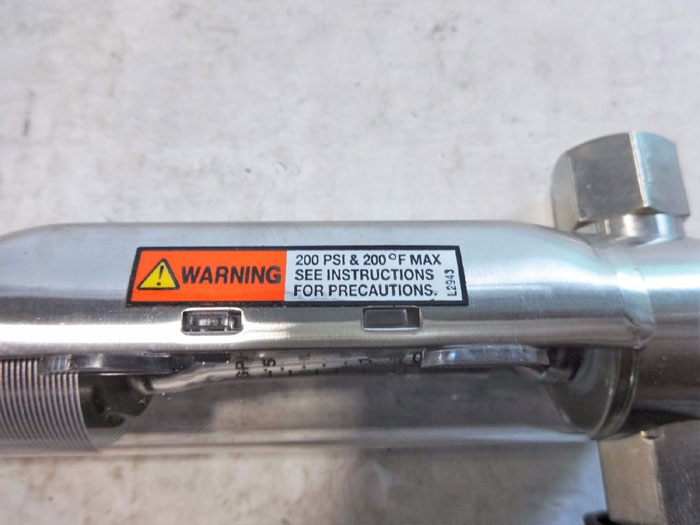 WARNING
200 PSI & 200°F MAX
SEE INSTRUCTIONS
FOR PRECAUTIONS.
L2943